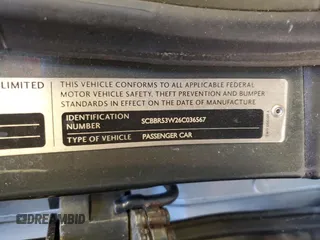 LIMITED
THIS VEHICLE CONFORMS TO ALL APPLICABLE FEDERAL
MOTOR VEHICLE SAFETY, THEFT PREVENTION AND BUMPER
STANDARDS IN EFFECT ON THE DATE OF MANUFACTURE
IDENTIFICATION NUMBER SCBBR53W26C036567
TYPE OF VEHICLE PASSENGER CAR
DREAMBID